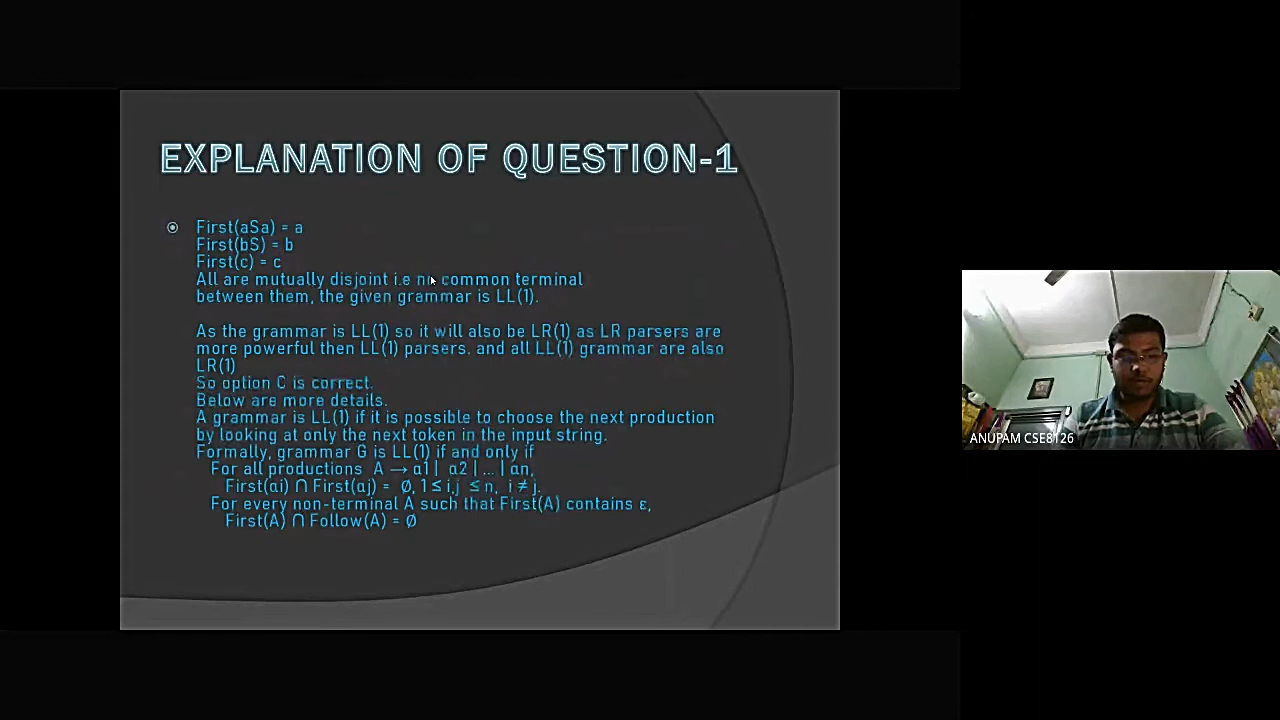 EXPLANATION OF QUESTION-1
First(aSa) = a
First(bS) = b
First(c) = c
All are mutually disjoint i.e no common terminal
between them, the given grammar is LL(1).
As the grammar is LL(1) so it will also be LR(1) as LR parsers are
more powerful then LL(1) parsers. and all LL(1) grammar are also
LR(1)
So option C is correct.
Below are more details.
A grammar is LL(1) if it is possible to choose the next production
by looking at only the next token in the input string.
Formally, grammar G is LL(1) if and only if
For all productions A → α1 | α2 | ... | αn,
First(αi) ∩ First(αj) = ∅, 1 ≤ i,j ≤ n, i ≠ j.
For every non-terminal A such that First(A) contains ε,
First(A) ∩ Follow(A) = ∅
ANUPAM CSE8126